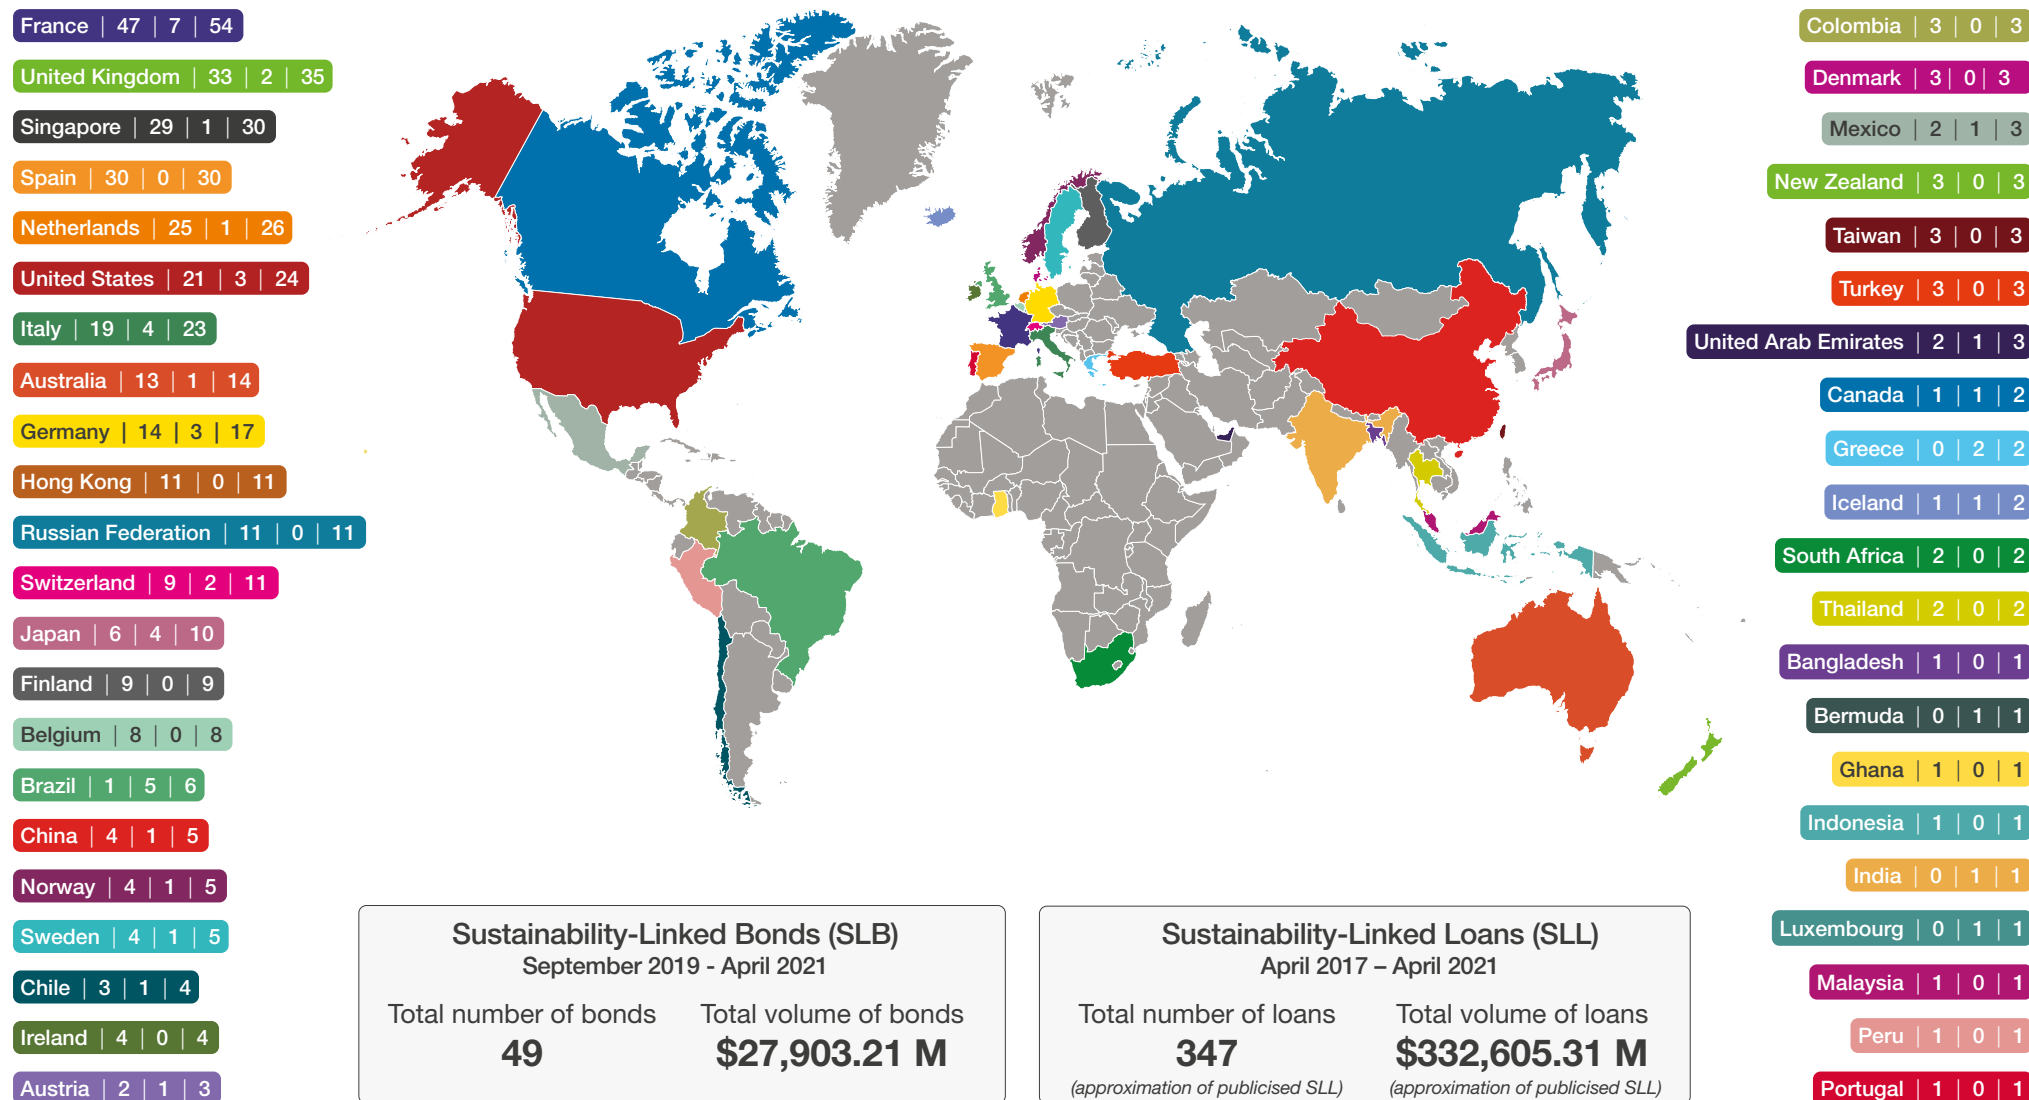 France | 47 | 7 | 54
United Kingdom | 33 | 2 | 35
Singapore | 29 | 1 | 30
Spain | 30 | 0 | 30
Netherlands | 25 | 1 | 26
United States | 21 | 3 | 24
Italy | 19 | 4 | 23
Australia | 13 | 1 | 14
Germany | 14 | 3 | 17
Hong Kong | 11 | 0 | 11
Russian Federation | 11 | 0 | 11
Switzerland | 9 | 2 | 11
Japan | 6 | 4 | 10
Finland | 9 | 0 | 9
Belgium | 8 | 0 | 8
Brazil | 1 | 5 | 6
China | 4 | 1 | 5
Norway | 4 | 1 | 5
Sweden | 4 | 1 | 5
Chile | 3 | 1 | 4
Ireland | 4 | 0 | 4
Austria | 2 | 1 | 3
Sustainability-Linked Bonds (SLB)
September 2019 - April 2021
Total number of bonds
49
Total volume of bonds
$27,903.21 M
Sustainability-Linked Loans (SLL)
April 2017 – April 2021
Total number of loans
347
(approximation of publicised SLL)
Total volume of loans
$332,605.31 M
(approximation of publicised SLL)
Colombia | 3 | 0 | 3
Denmark | 3 | 0 | 3
Mexico | 2 | 1 | 3
New Zealand | 3 | 0 | 3
Taiwan | 3 | 0 | 3
Turkey | 3 | 0 | 3
United Arab Emirates | 2 | 1 | 3
Canada | 1 | 1 | 2
Greece | 0 | 2 | 2
Iceland | 1 | 1 | 2
South Africa | 2 | 0 | 2
Thailand | 2 | 0 | 2
Bangladesh | 1 | 0 | 1
Bermuda | 0 | 1 | 1
Ghana | 1 | 0 | 1
Indonesia | 1 | 0 | 1
India | 0 | 1 | 1
Luxembourg | 0 | 1 | 1
Malaysia | 1 | 0 | 1
Peru | 1 | 0 | 1
Portugal | 1 | 0 | 1